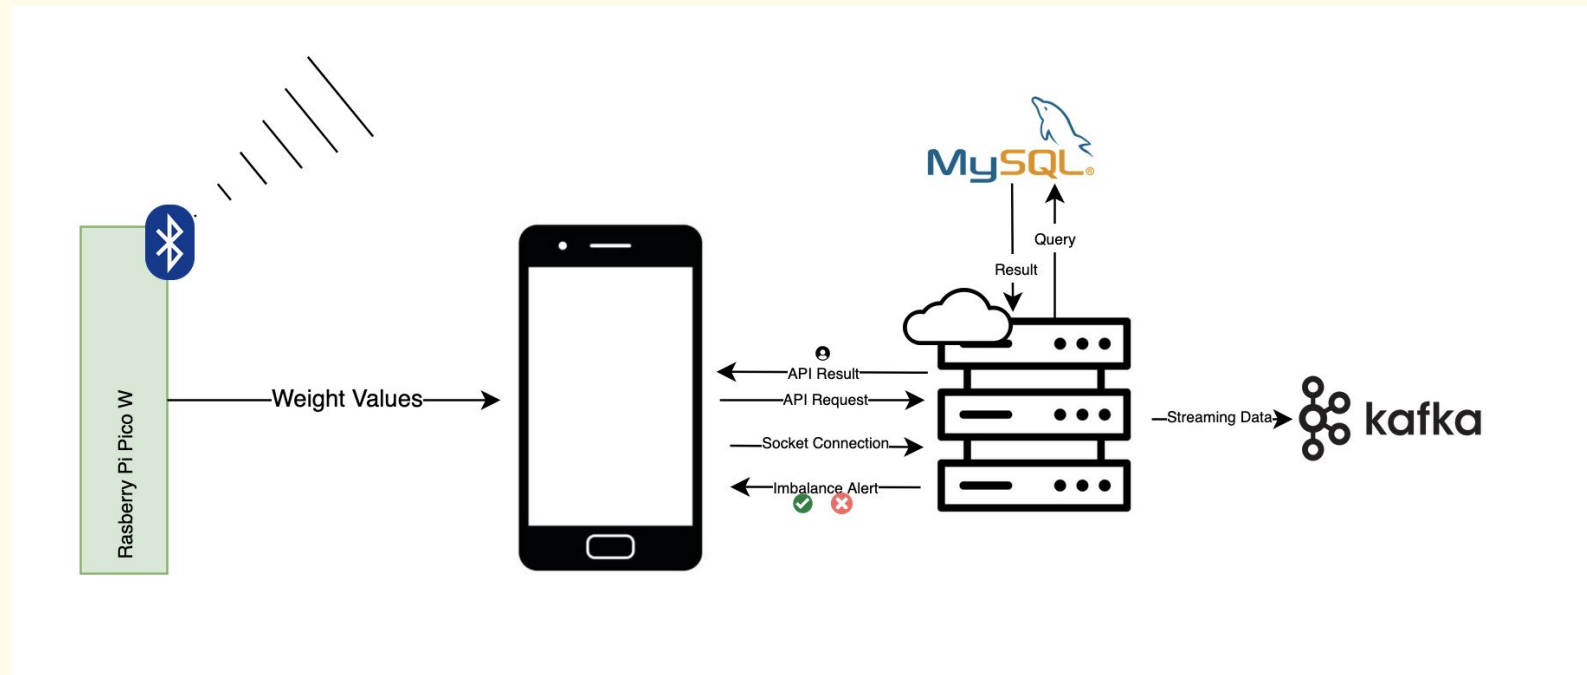 Rasberry Pi Pico W
Weight Values
MySQL®
Query
Result
API Result
API Request
Socket Connection
Imbalance Alert
Streaming Data
kafka